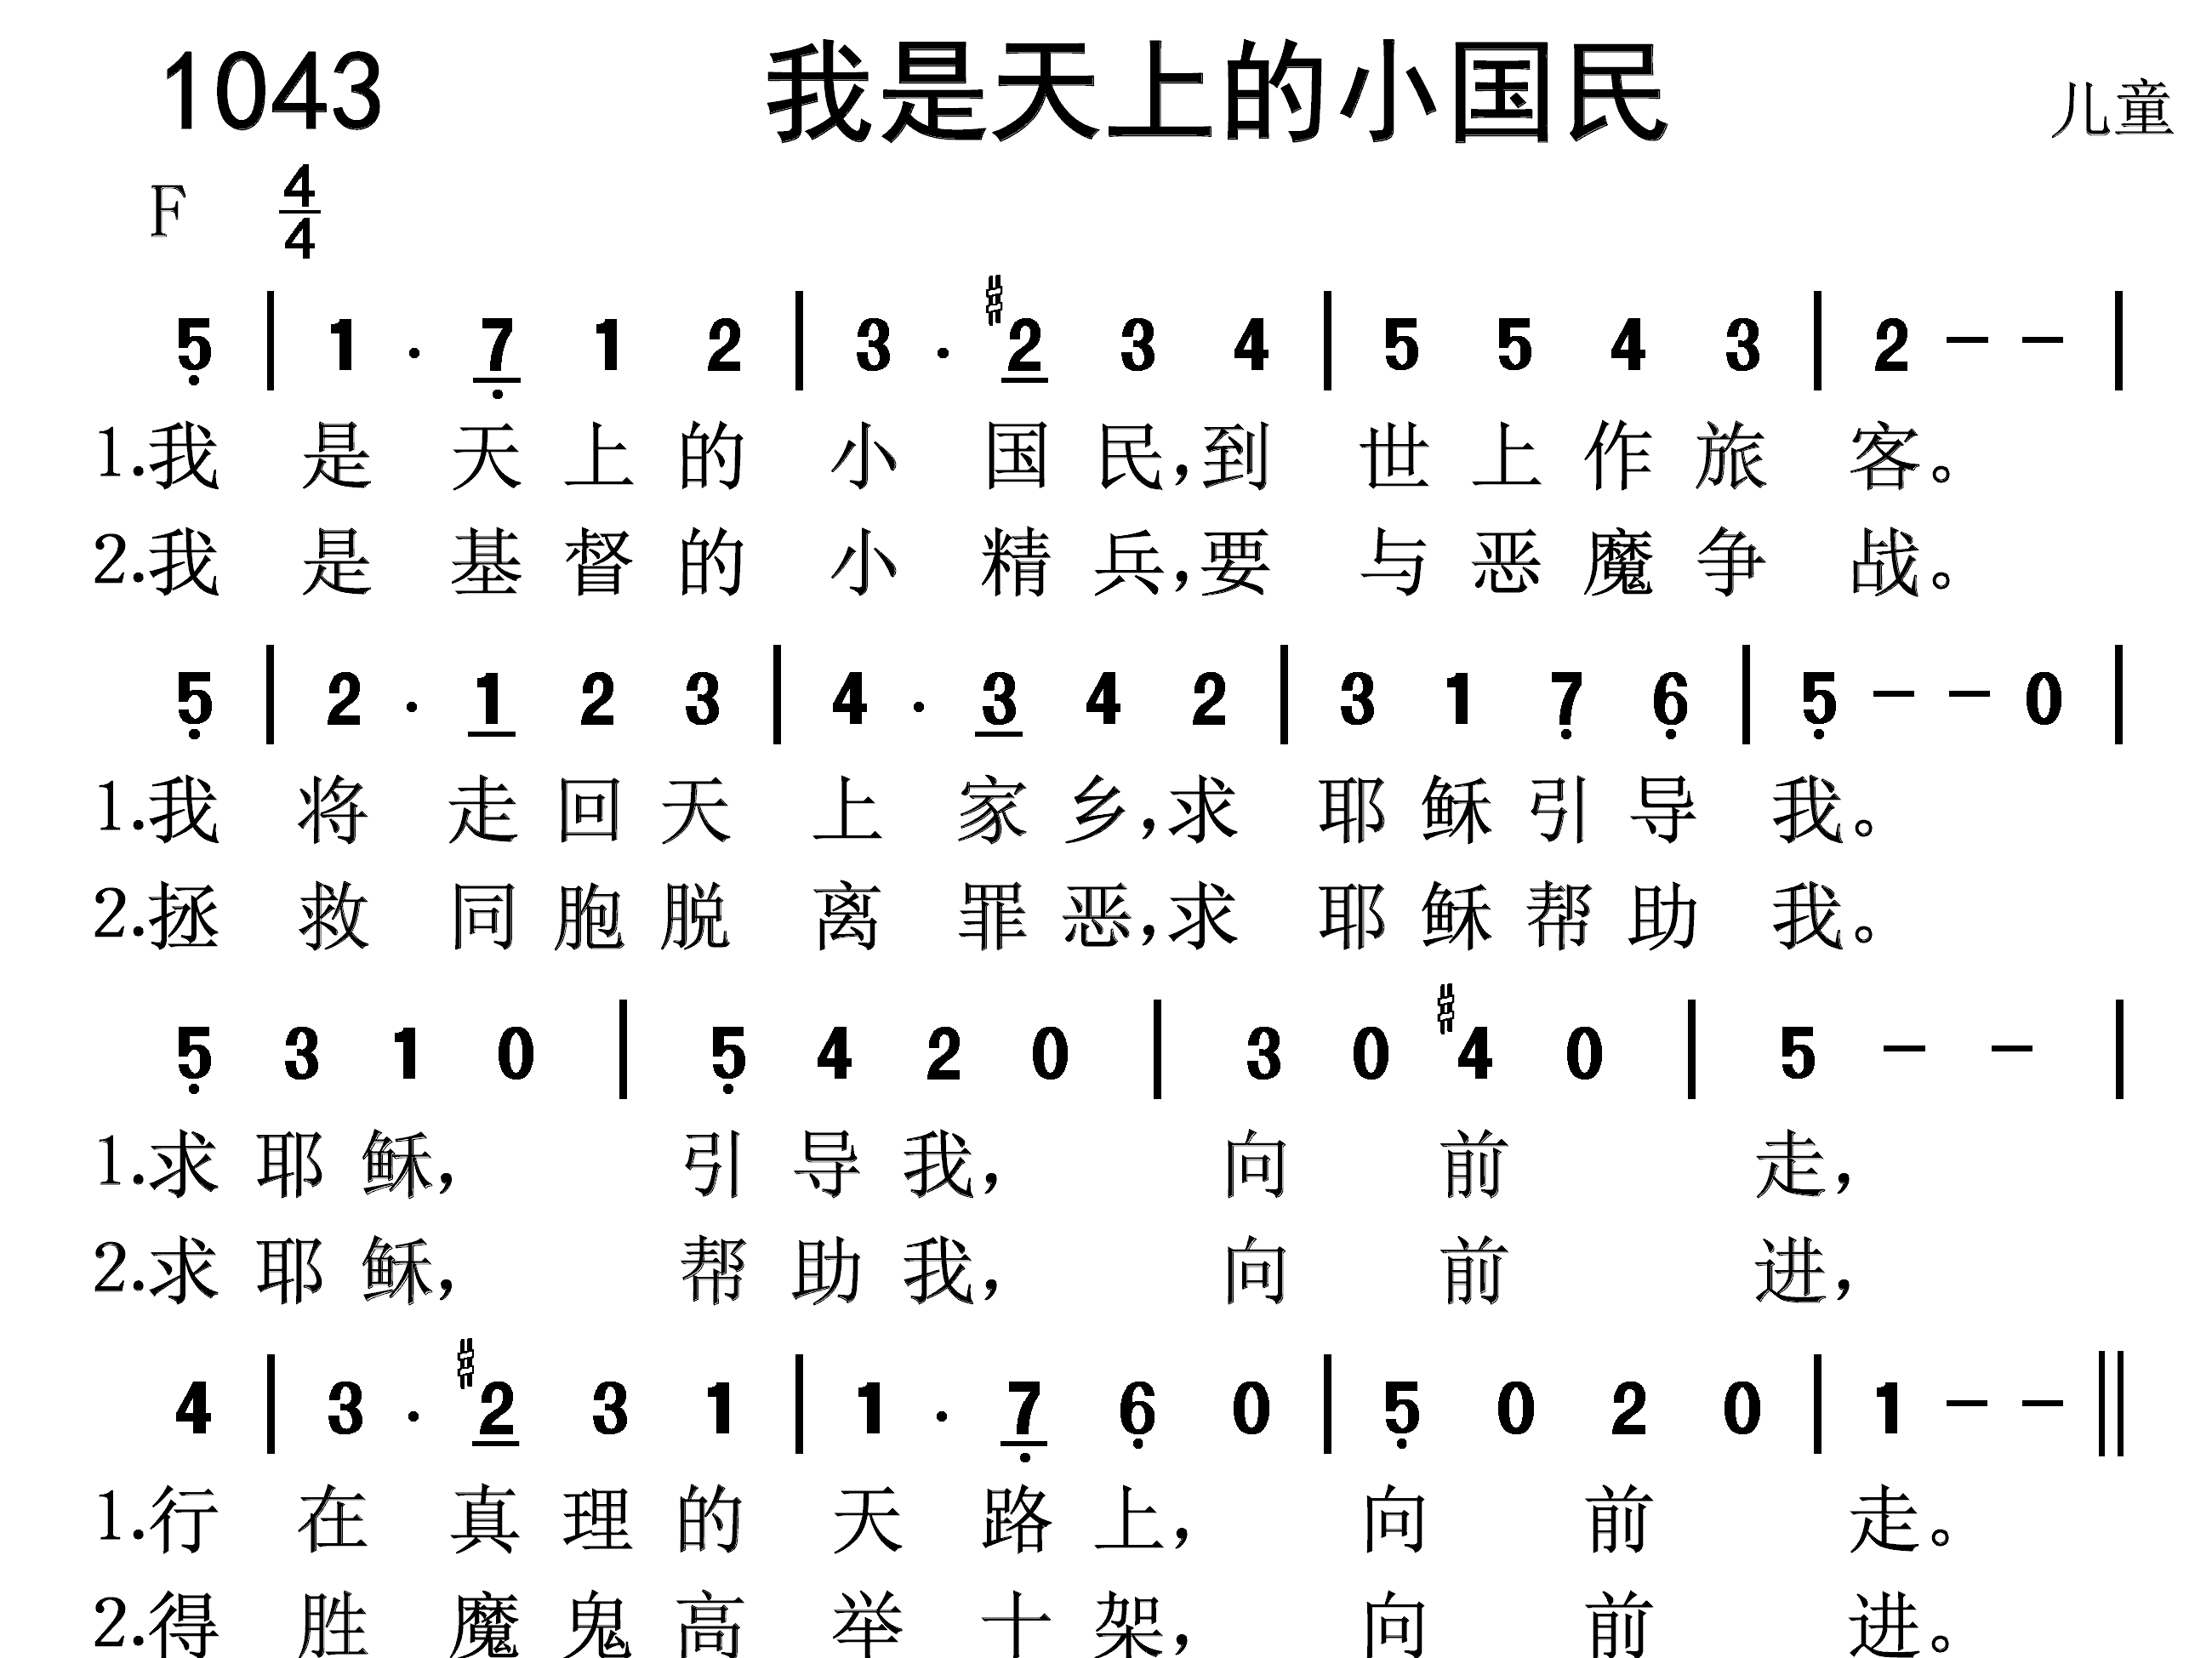 1043 我是天上的小国民 儿童
F 4/4
5̣ | 1 · 7̣ 1 2 | 3 · #2 3 4 | 5 5 4 3 | 2 － － |
1.我 是 天 上 的 小 国 民,到 世 上 作 旅 客。
2.我 是 基 督 的 小 精 兵,要 与 恶 魔 争 战。
5̣ | 2 · 1 2 3 | 4 · 3 4 2 | 3 1 7̣ 6̣ | 5̣ － － 0 |
1.我 将 走 回 天 上 家 乡,求 耶 稣 引 导 我。
2.拯 救 同 胞 脱 离 罪 恶,求 耶 稣 帮 助 我。
5̣ 3 1 0 | 5̣ 4 2 0 | 3 0 #4 0 | 5 － － |
1.求 耶 稣, 引 导 我, 向 前 走,
2.求 耶 稣, 帮 助 我, 向 前 进,
4 | 3 · #2 3 1 | 1 · 7̣ 6̣ 0 | 5̣ 0 2 0 | 1 － － ||
1.行 在 真 理 的 天 路 上, 向 前 走。
2.得 胜 魔 鬼 高 举 十 架, 向 前 进。